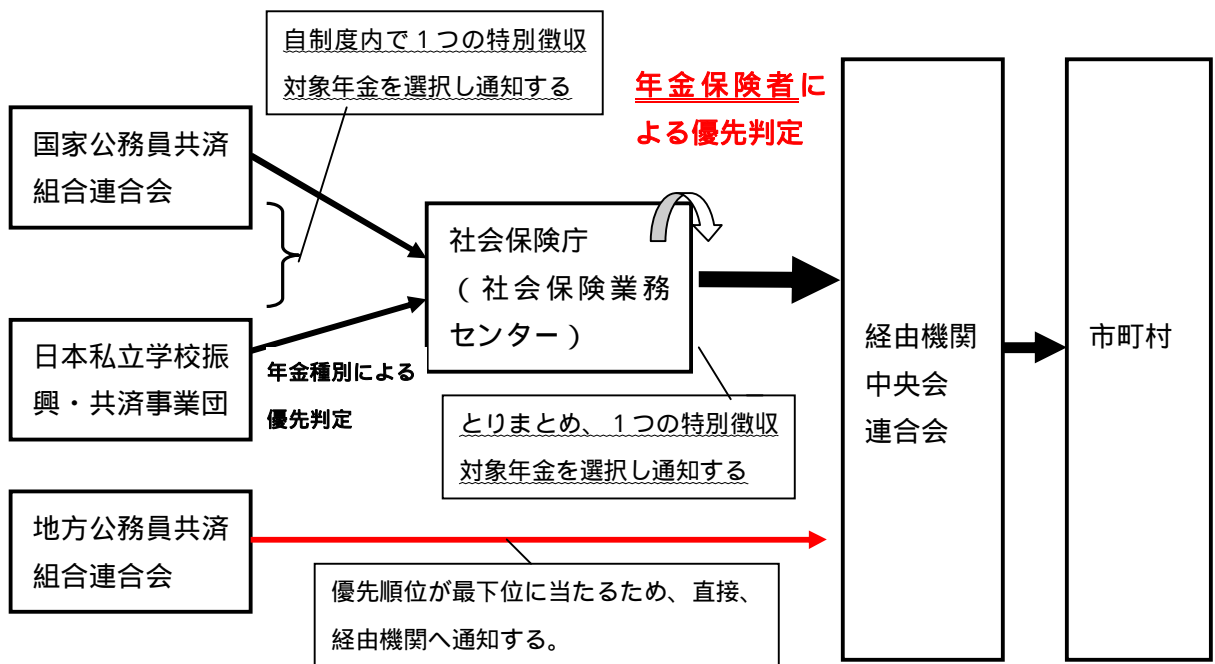 自制度内で１つの特別徴収
対象年金を選択し通知する
年金保険者に
よる優先判定
国家公務員共済
組合連合会
社会保険庁
（社会保険業務
センター）
日本私立学校振
興・共済事業団
年金種別による
優先判定
とりまとめ、１つの特別徴収
対象年金を選択し通知する
地方公務員共済
組合連合会
優先順位が最下位に当たるため、直接、
経由機関へ通知する。
経由機関
中央会
連合会
市町村